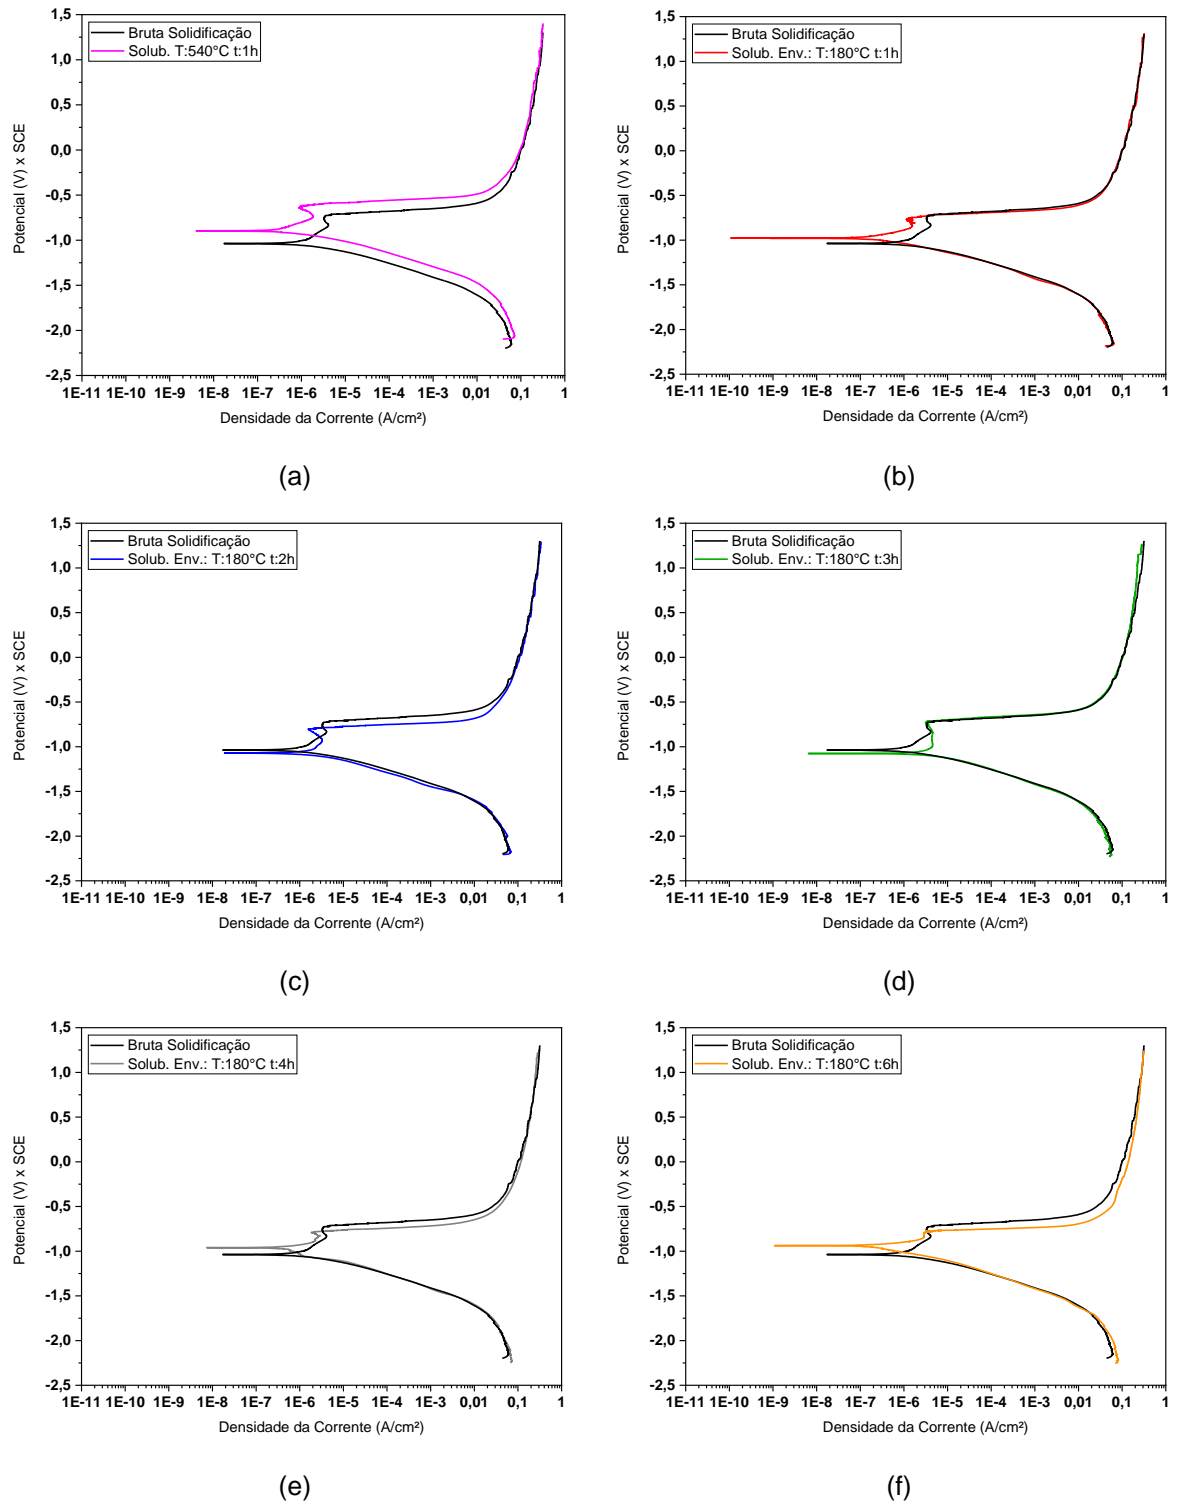 Bruta Solidificação
Solub. T:540°C t:1h
1,5
1,0
0,5
0,0
-0,5
-1,0
-1,5
-2,0
-2,5
Potencial (V) x SCE
1E-11 1E-10 1E-9 1E-8 1E-7 1E-6 1E-5 1E-4 1E-3 0,01 0,1 1
Densidade da Corrente (A/cm²)
(a)
Bruta Solidificação
Solub. Env.: T:180°C t:1h
1,5
1,0
0,5
0,0
-0,5
-1,0
-1,5
-2,0
-2,5
Potencial (V) x SCE
1E-11 1E-10 1E-9 1E-8 1E-7 1E-6 1E-5 1E-4 1E-3 0,01 0,1 1
Densidade da Corrente (A/cm²)
(b)
Bruta Solidificação
Solub. Env.: T:180°C t:2h
1,5
1,0
0,5
0,0
-0,5
-1,0
-1,5
-2,0
-2,5
Potencial (V) x SCE
1E-11 1E-10 1E-9 1E-8 1E-7 1E-6 1E-5 1E-4 1E-3 0,01 0,1 1
Densidade da Corrente (A/cm²)
(c)
Bruta Solidificação
Solub. Env.: T:180°C t:3h
1,5
1,0
0,5
0,0
-0,5
-1,0
-1,5
-2,0
-2,5
Potencial (V) x SCE
1E-11 1E-10 1E-9 1E-8 1E-7 1E-6 1E-5 1E-4 1E-3 0,01 0,1 1
Densidade da Corrente (A/cm²)
(d)
Bruta Solidificação
Solub. Env.: T:180°C t:4h
1,5
1,0
0,5
0,0
-0,5
-1,0
-1,5
-2,0
-2,5
Potencial (V) x SCE
1E-11 1E-10 1E-9 1E-8 1E-7 1E-6 1E-5 1E-4 1E-3 0,01 0,1 1
Densidade da Corrente (A/cm²)
(e)
Bruta Solidificação
Solub. Env.: T:180°C t:6h
1,5
1,0
0,5
0,0
-0,5
-1,0
-1,5
-2,0
-2,5
Potencial (V) x SCE
1E-11 1E-10 1E-9 1E-8 1E-7 1E-6 1E-5 1E-4 1E-3 0,01 0,1 1
Densidade da Corrente (A/cm²)
(f)